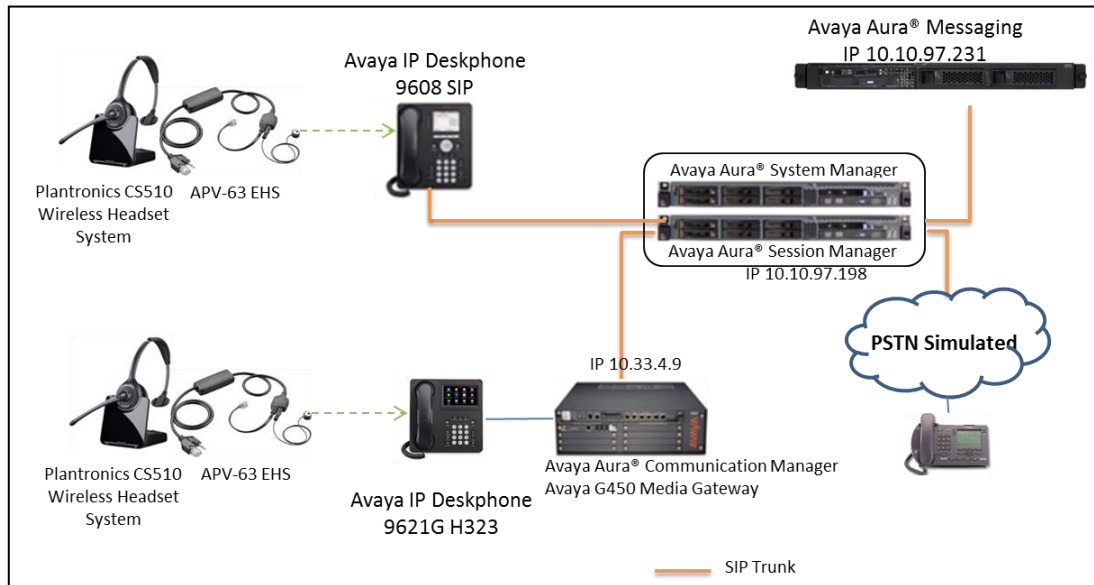 Avaya Aura® Messaging
IP 10.10.97.231
Avaya IP Deskphone
9608 SIP
Plantronics CS510
Wireless Headset
System
APV-63 EHS
Avaya Aura® System Manager
Avaya Aura® Session Manager
IP 10.10.97.198
PSTN Simulated
IP 10.33.4.9
AVAYA
Avaya Aura® Communication Manager
Avaya G450 Media Gateway
Plantronics CS510
Wireless Headset
System
APV-63 EHS
Avaya IP Deskphone
9621G H323
SIP Trunk